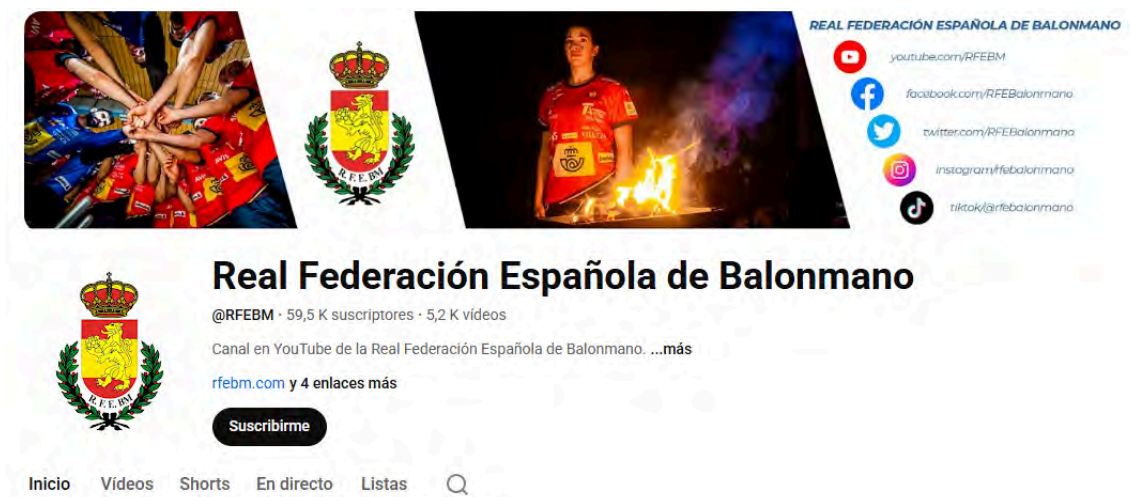 REAL FEDERACIÓN ESPAÑOLA DE BALONMANO
youtube.com/RFEBM
facebook.com/RFEBalonmano
twitter.com/RFEBalonmano
instagram/rfebalonmano
tiktok/@rfebalonmano
R. F. E. BM
Real Federación Española de Balonmano
@RFEBM · 59,5 K suscriptores · 5,2 K vídeos
Canal en YouTube de la Real Federación Española de Balonmano. ...más
rfebm.com y 4 enlaces más
R. F. E. BM
Suscribirme
Inicio Vídeos Shorts En directo Listas